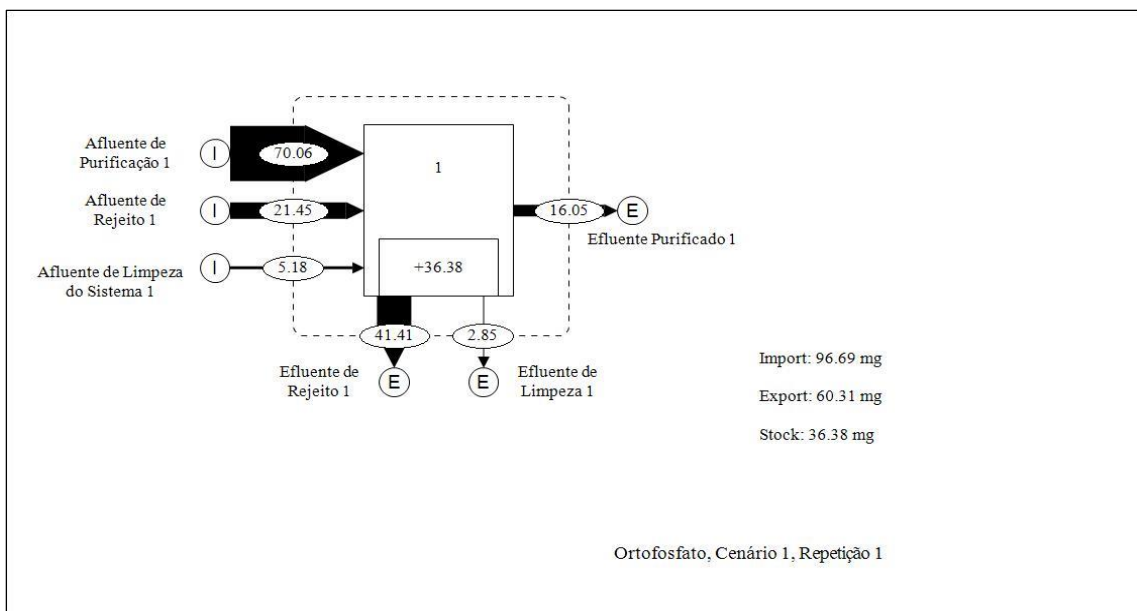 Afluente de
Purificação 1
I
70.06
1
Afluente de
Rejeito 1
I
21.45
16.05
E
Efluente Purificado 1
Afluente de Limpeza
do Sistema 1
I
5.18
+36.38
41.41
2.85
Efluente de
Rejeito 1
E
E
Efluente de
Limpeza 1
Import: 96.69 mg
Export: 60.31 mg
Stock: 36.38 mg
Ortofosfato, Cenário 1, Repetição 1